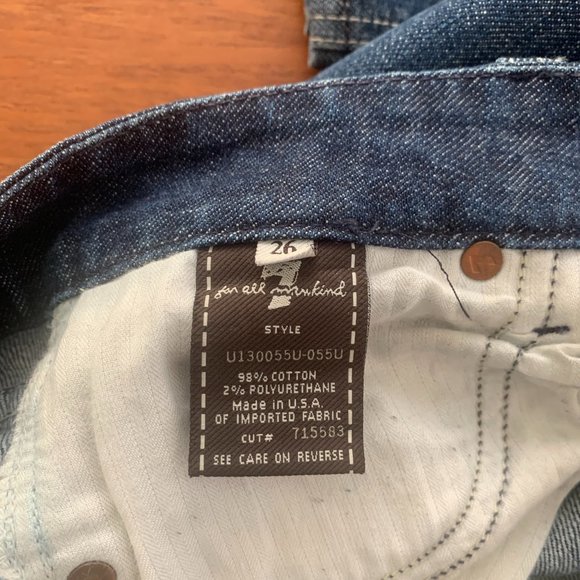 26
7
for all mankind
STYLE
U130055U-055U
98% COTTON
2% POLYURETHANE
Made in U.S.A
OF IMPORTED FABRIC
CUT# 715583
SEE CARE ON REVERSE